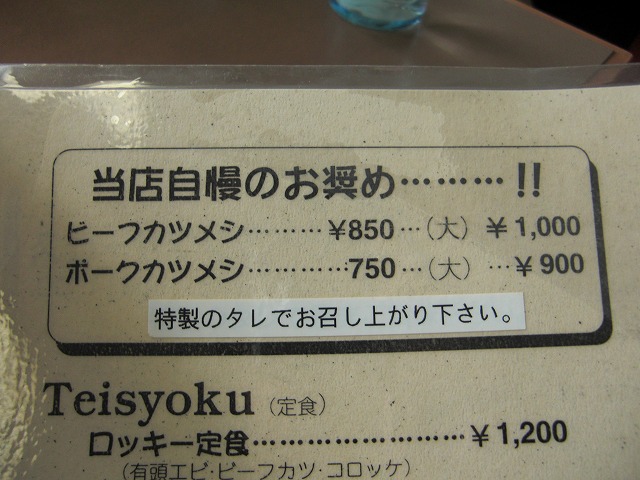 当店自慢のお奨め………!!
ビーフカツメシ………¥850…(大) ¥1,000
ポークカツメシ…………750…(大) …¥900
特製のタレでお召し上がり下さい。
Teisyoku (定食)
ロッキー定食……………………¥1,200
(有頭エビ・ビーフカツ・コロッケ)